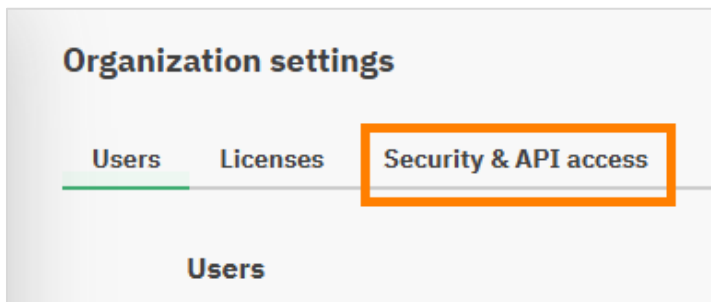 Organization settings
Users Licenses Security & API access
Users